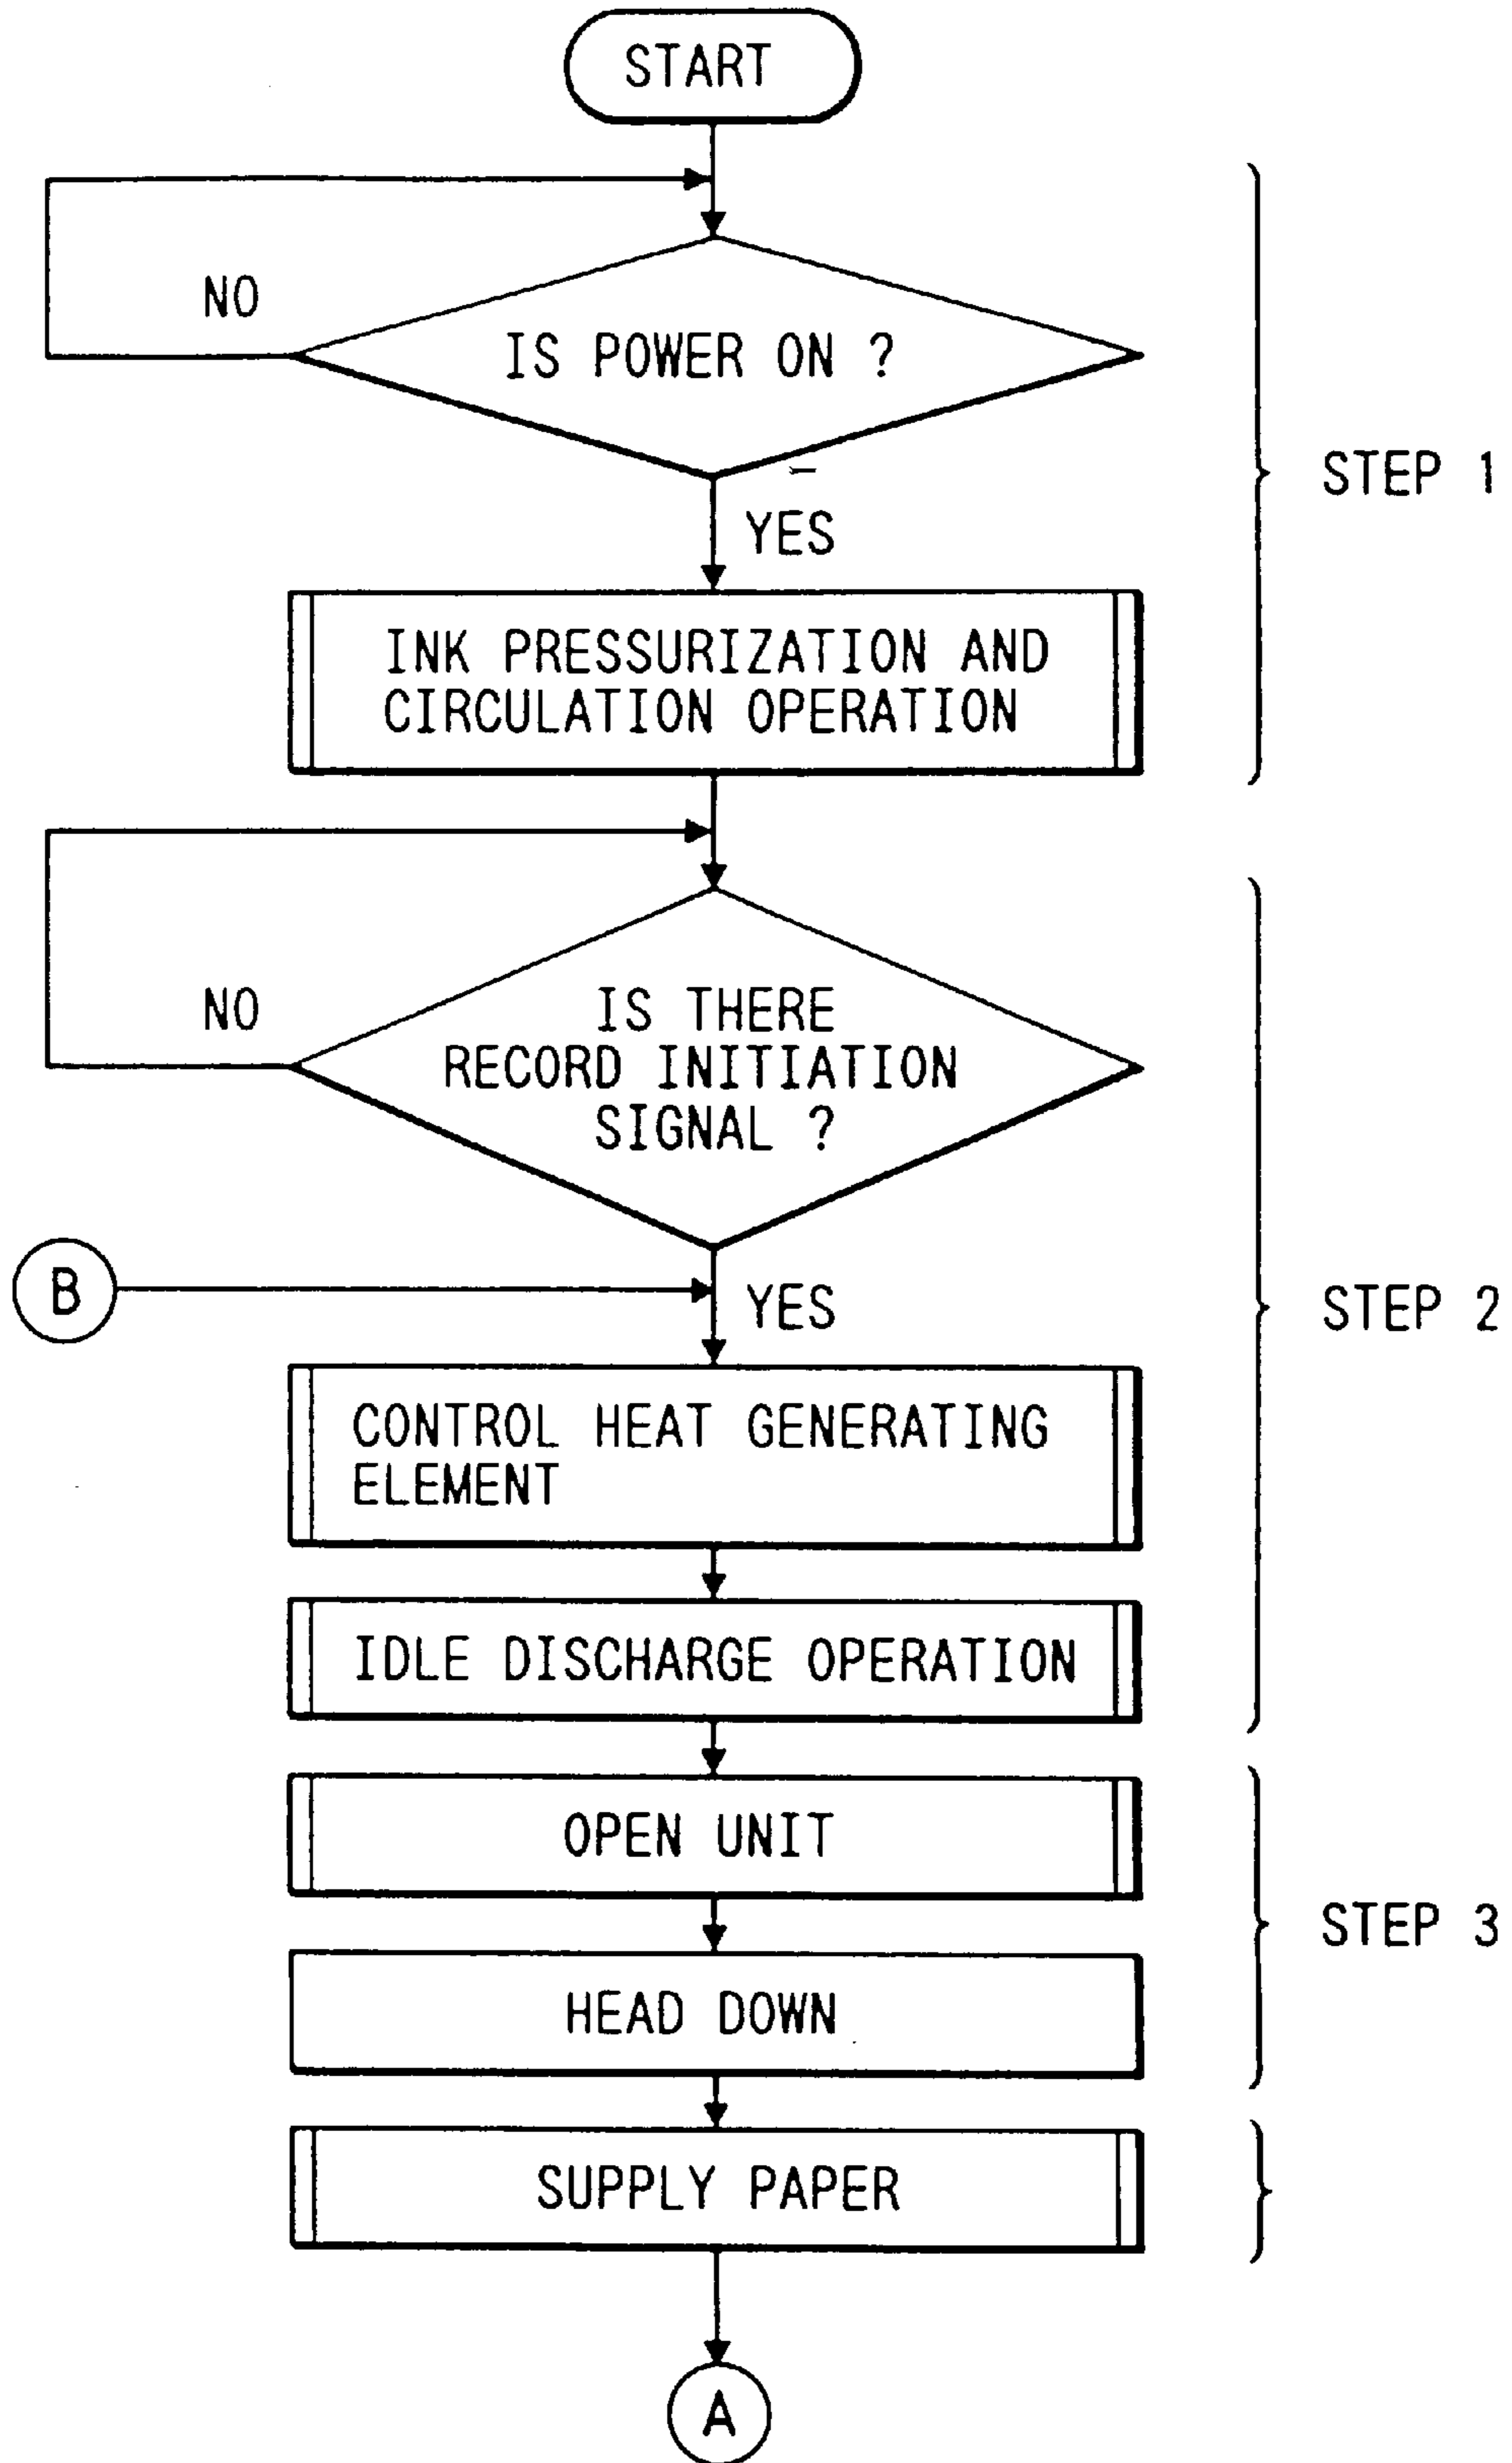 START
NO
IS POWER ON ?
STEP 1
YES
INK PRESSURIZATION AND
CIRCULATION OPERATION
NO
IS THERE
RECORD INITIATION
SIGNAL ?
B
YES
STEP 2
CONTROL HEAT GENERATING
ELEMENT
IDLE DISCHARGE OPERATION
OPEN UNIT
STEP 3
HEAD DOWN
SUPPLY PAPER
A